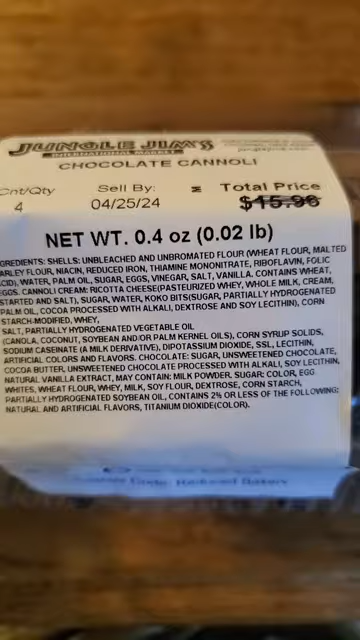 JUNGLE JIM'S
INTERNATIONAL MARKET
CHOCOLATE CANNOLI
Cnt/Qty Sell By: Total Price
4 04/25/24 $15.96
NET WT. 0.4 oz (0.02 lb)
INGREDIENTS: SHELLS: UNBLEACHED AND UNBROMATED FLOUR (WHEAT FLOUR, MALTED
BARLEY FLOUR, NIACIN, REDUCED IRON, THIAMINE MONONITRATE, RIBOFLAVIN, FOLIC
ACID), WATER, PALM OIL, SUGAR, EGGS, VINEGAR, SALT, VANILLA. CONTAINS WHEAT,
EGGS. CANNOLI CREAM: RICOTTA CHEESE(PASTEURIZED WHEY, WHOLE MILK, CREAM,
STARTED AND SALT), SUGAR, WATER, KOKO BITS(SUGAR, PARTIALLY HYDROGENATED
PALM OIL, COCOA PROCESSED WITH ALKALI, DEXTROSE AND SOY LECITHIN), CORN
STARCH-MODIFIED, WHEY,
SALT, PARTIALLY HYDROGENATED VEGETABLE OIL
(CANOLA, COCONUT, SOYBEAN AND/OR PALM KERNEL OILS), CORN SYRUP SOLIDS,
SODIUM CASEINATE (A MILK DERIVATIVE), DIPOTASSIUM DIOXIDE, SSL, LECITHIN,
ARTIFICIAL COLORS AND FLAVORS. CHOCOLATE: SUGAR, UNSWEETENED CHOCOLATE,
COCOA BUTTER, UNSWEETENED CHOCOLATE PROCESSED WITH ALKALI, SOY LECITHIN,
NATURAL VANILLA EXTRACT, MAY CONTAIN: MILK POWDER. SUGAR: COLOR, EGG
WHITES, WHEAT FLOUR, WHEY, MILK, SOY FLOUR, DEXTROSE, CORN STARCH,
PARTIALLY HYDROGENATED SOYBEAN OIL, CONTAINS 2% OR LESS OF THE FOLLOWING:
NATURAL AND ARTIFICIAL FLAVORS, TITANIUM DIOXIDE(COLOR).
Reduced Bakery